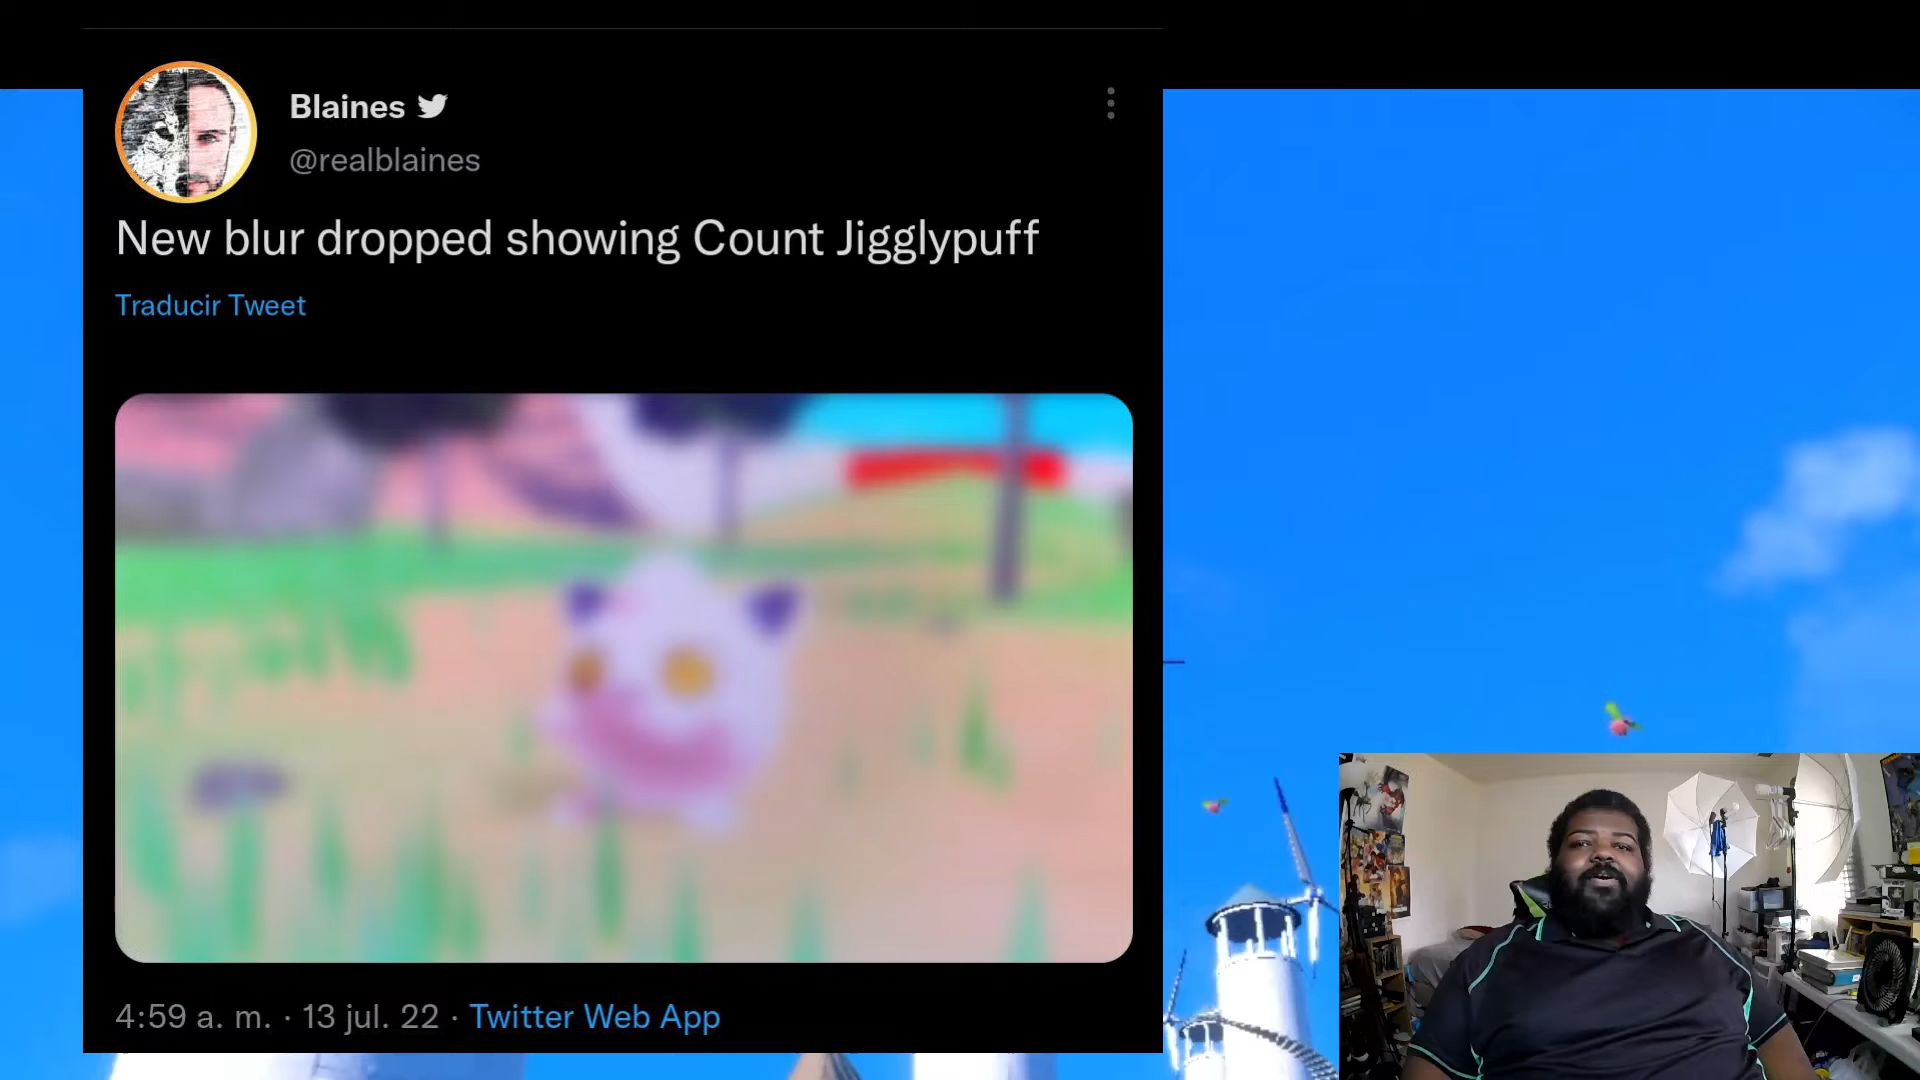 Blaines
@realblaines
New blur dropped showing Count Jigglypuff
Traducir Tweet
4:59 a. m. · 13 jul. 22 · Twitter Web App